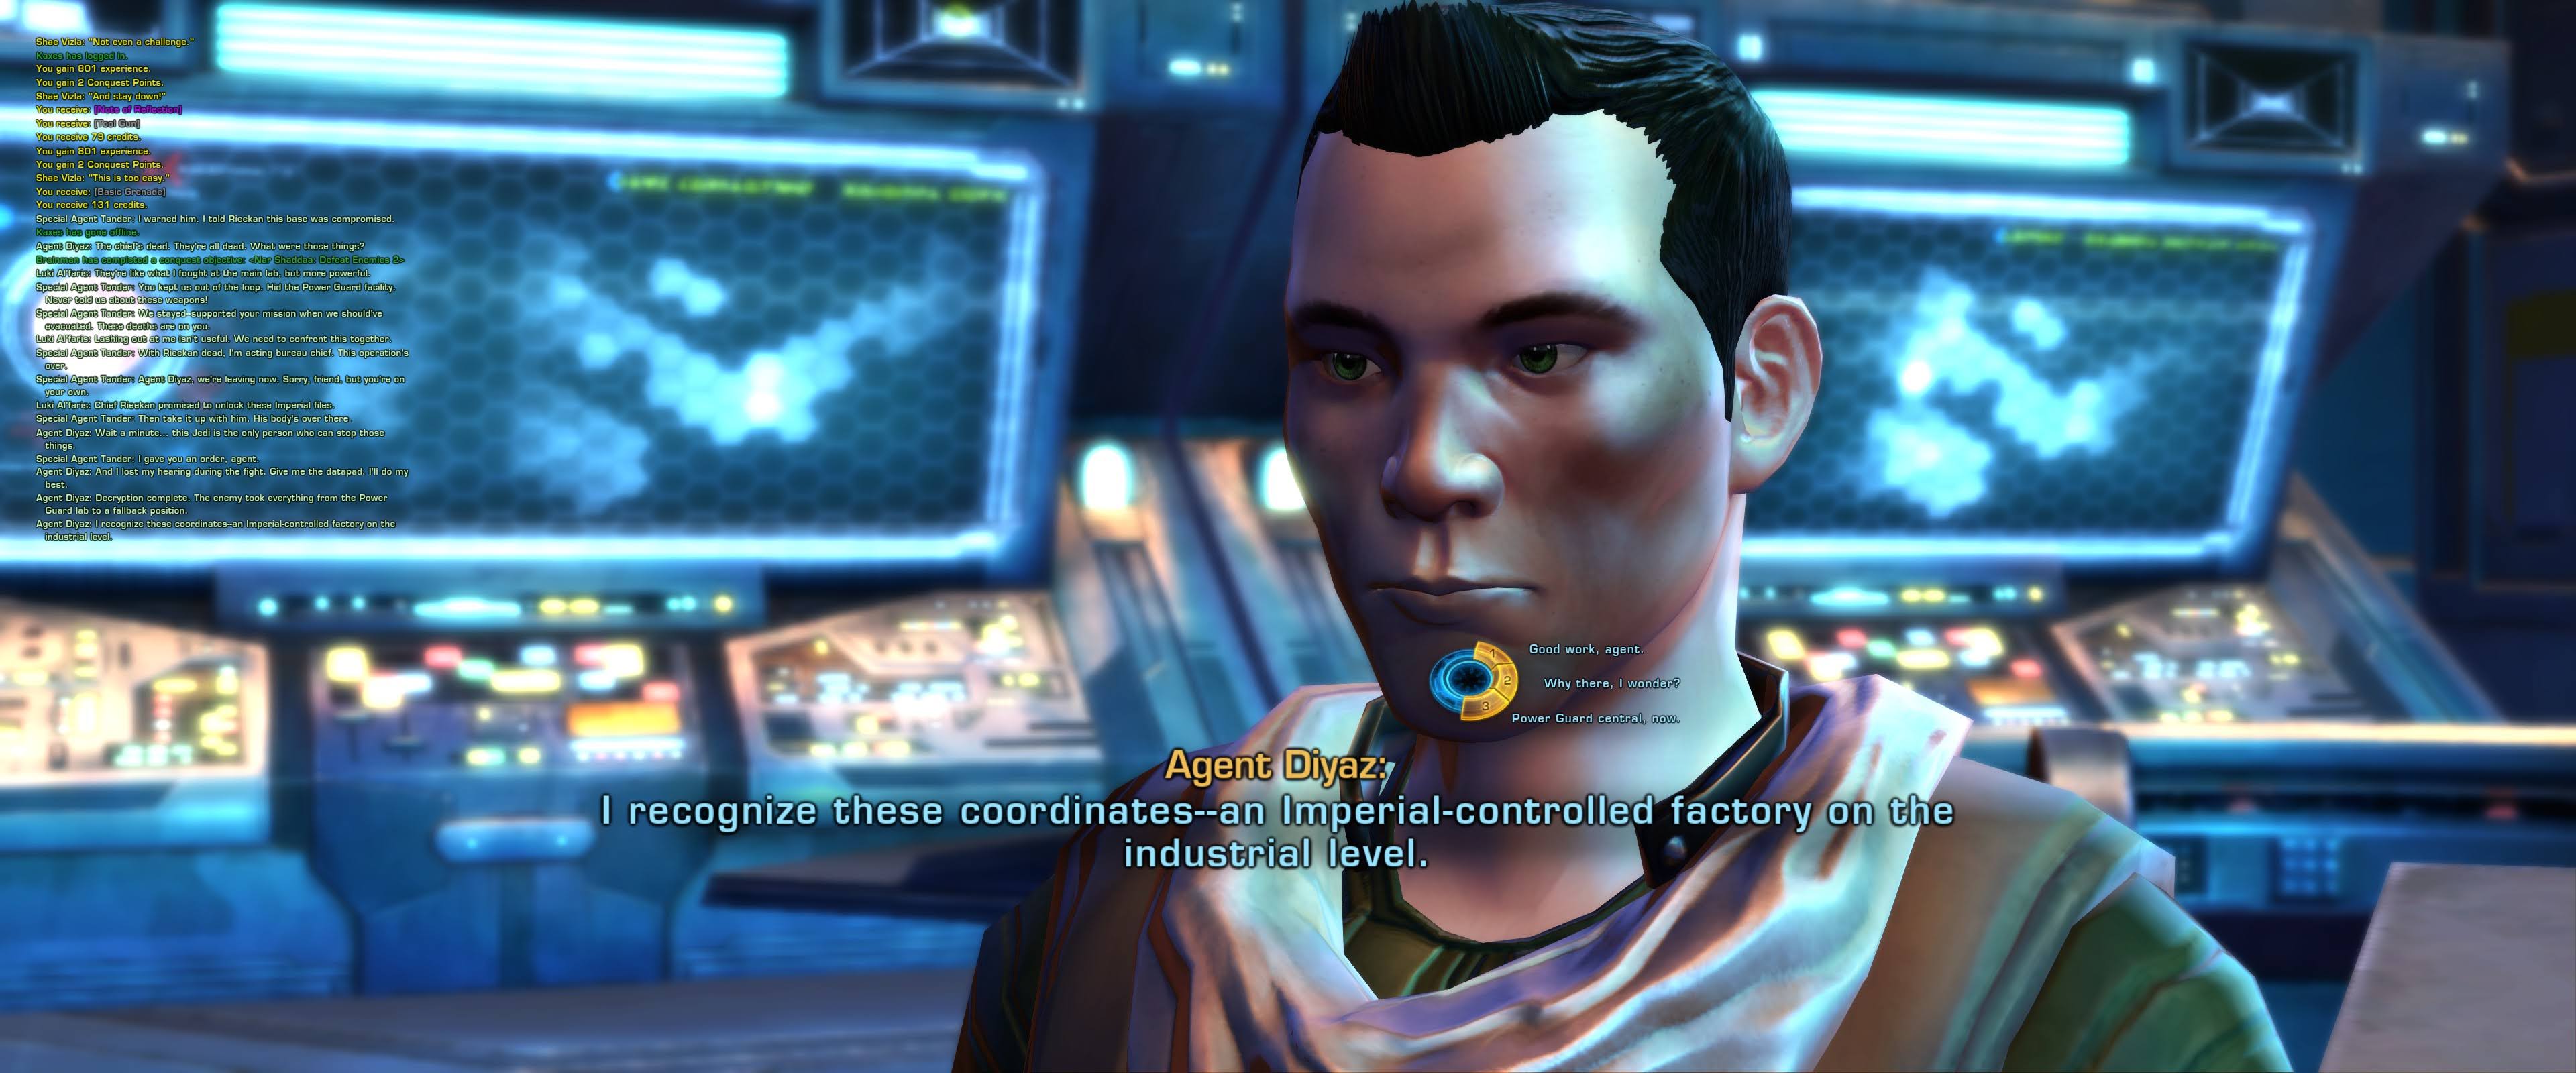 Shae Vizla: "Not even a challenge."
Kaxes has logged in.
You gain 801 experience.
You gain 2 Conquest Points.
Shae Vizla: "And stay down!"
You receive: [Note of Reflection]
You receive: [Tool Gun]
You receive 79 credits.
You gain 801 experience.
You gain 2 Conquest Points.
Shae Vizla: "This is too easy."
You receive: [Basic Grenade]
You receive 131 credits.
Special Agent Tander: I warned him. I told Rieekan this base was compromised.
Kaxes has gone offline.
Agent Diyaz: The chief's dead. They're all dead. What were those things?
Brainman has completed a conquest objective: <Nar Shaddaa: Defeat Enemies 2>
Luki Al'faris: They're like what I fought at the main lab, but more powerful.
Special Agent Tander: You kept us out of the loop. Hid the Power Guard facility.
Never told us about these weapons!
Special Agent Tander: We stayed--supported your mission when we should've
evacuated. These deaths are on you.
Luki Al'faris: Lashing out at me isn't useful. We need to confront this together.
Special Agent Tander: With Rieekan dead, I'm acting bureau chief. This operation's
over.
Special Agent Tander: Agent Diyaz, we're leaving now. Sorry, friend, but you're on
your own.
Luki Al'faris: Chief Rieekan promised to unlock these Imperial files.
Special Agent Tander: Then take it up with him. His body's over there.
Agent Diyaz: Wait a minute... this Jedi is the only person who can stop those
things.
Special Agent Tander: I gave you an order, agent.
Agent Diyaz: And I lost my hearing during the fight. Give me the datapad. I'll do my
best.
Agent Diyaz: Decryption complete. The enemy took everything from the Power
Guard lab to a fallback position.
Agent Diyaz: I recognize these coordinates--an Imperial-controlled factory on the
industrial level.
1 Good work, agent.
2 Why there, I wonder?
3 Power Guard central, now.
Agent Diyaz:
I recognize these coordinates--an Imperial-controlled factory on the
industrial level.